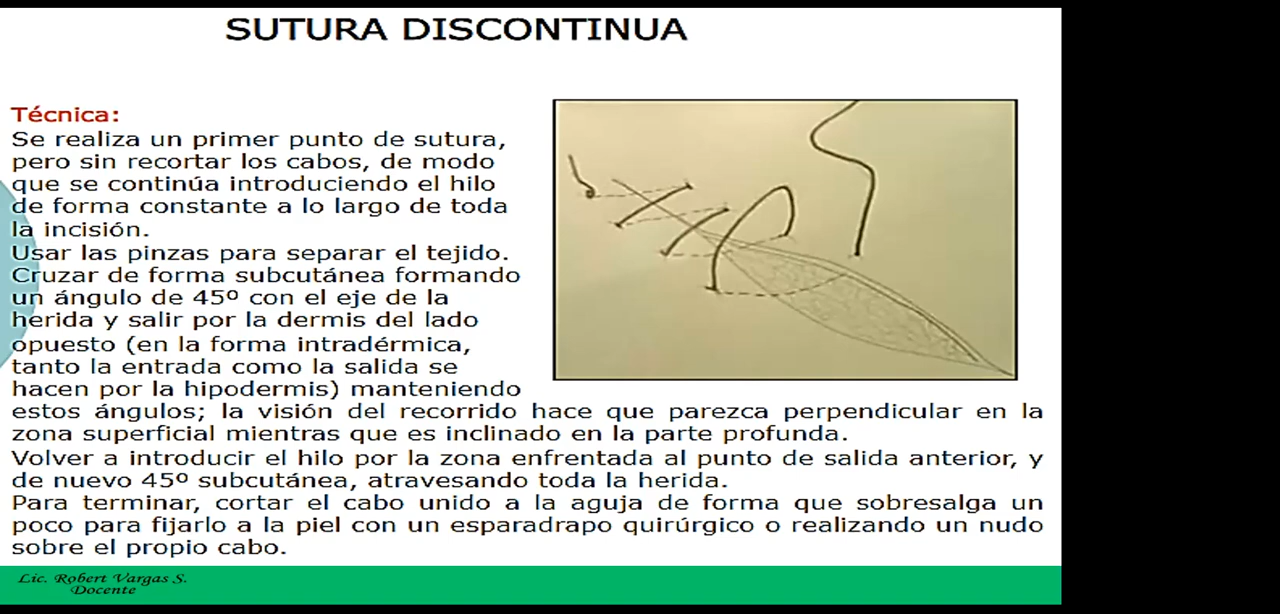 SUTURA DISCONTINUA
Técnica:
Se realiza un primer punto de sutura,
pero sin recortar los cabos, de modo
que se continúa introduciendo el hilo
de forma constante a lo largo de toda
la incisión.
Usar las pinzas para separar el tejido.
Cruzar de forma subcutánea formando
un ángulo de 45º con el eje de la
herida y salir por la dermis del lado
opuesto (en la forma intradérmica,
tanto la entrada como la salida se
hacen por la hipodermis) manteniendo
estos ángulos; la visión del recorrido hace que parezca perpendicular en la
zona superficial mientras que es inclinado en la parte profunda.
Volver a introducir el hilo por la zona enfrentada al punto de salida anterior, y
de nuevo 45º subcutánea, atravesando toda la herida.
Para terminar, cortar el cabo unido a la aguja de forma que sobresalga un
poco para fijarlo a la piel con un esparadrapo quirúrgico o realizando un nudo
sobre el propio cabo.
Lic. Robert Vargas S.
Docente